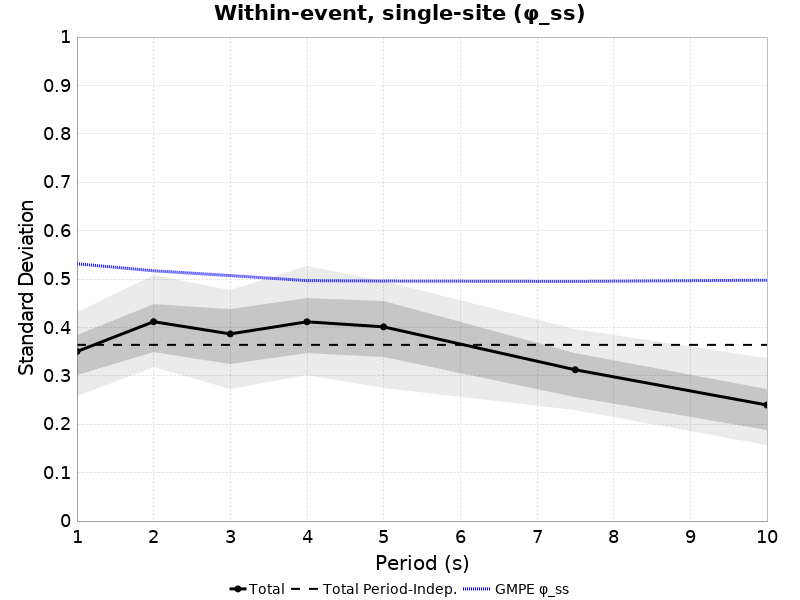 Within-event, single-site (φ_ss)
1
0.9
0.8
0.7
0.6
0.5
0.4
0.3
0.2
0.1
0
Standard Deviation
1 2 3 4 5 6 7 8 9 10
Period (s)
Total Total Period-Indep. GMPE φ_ss